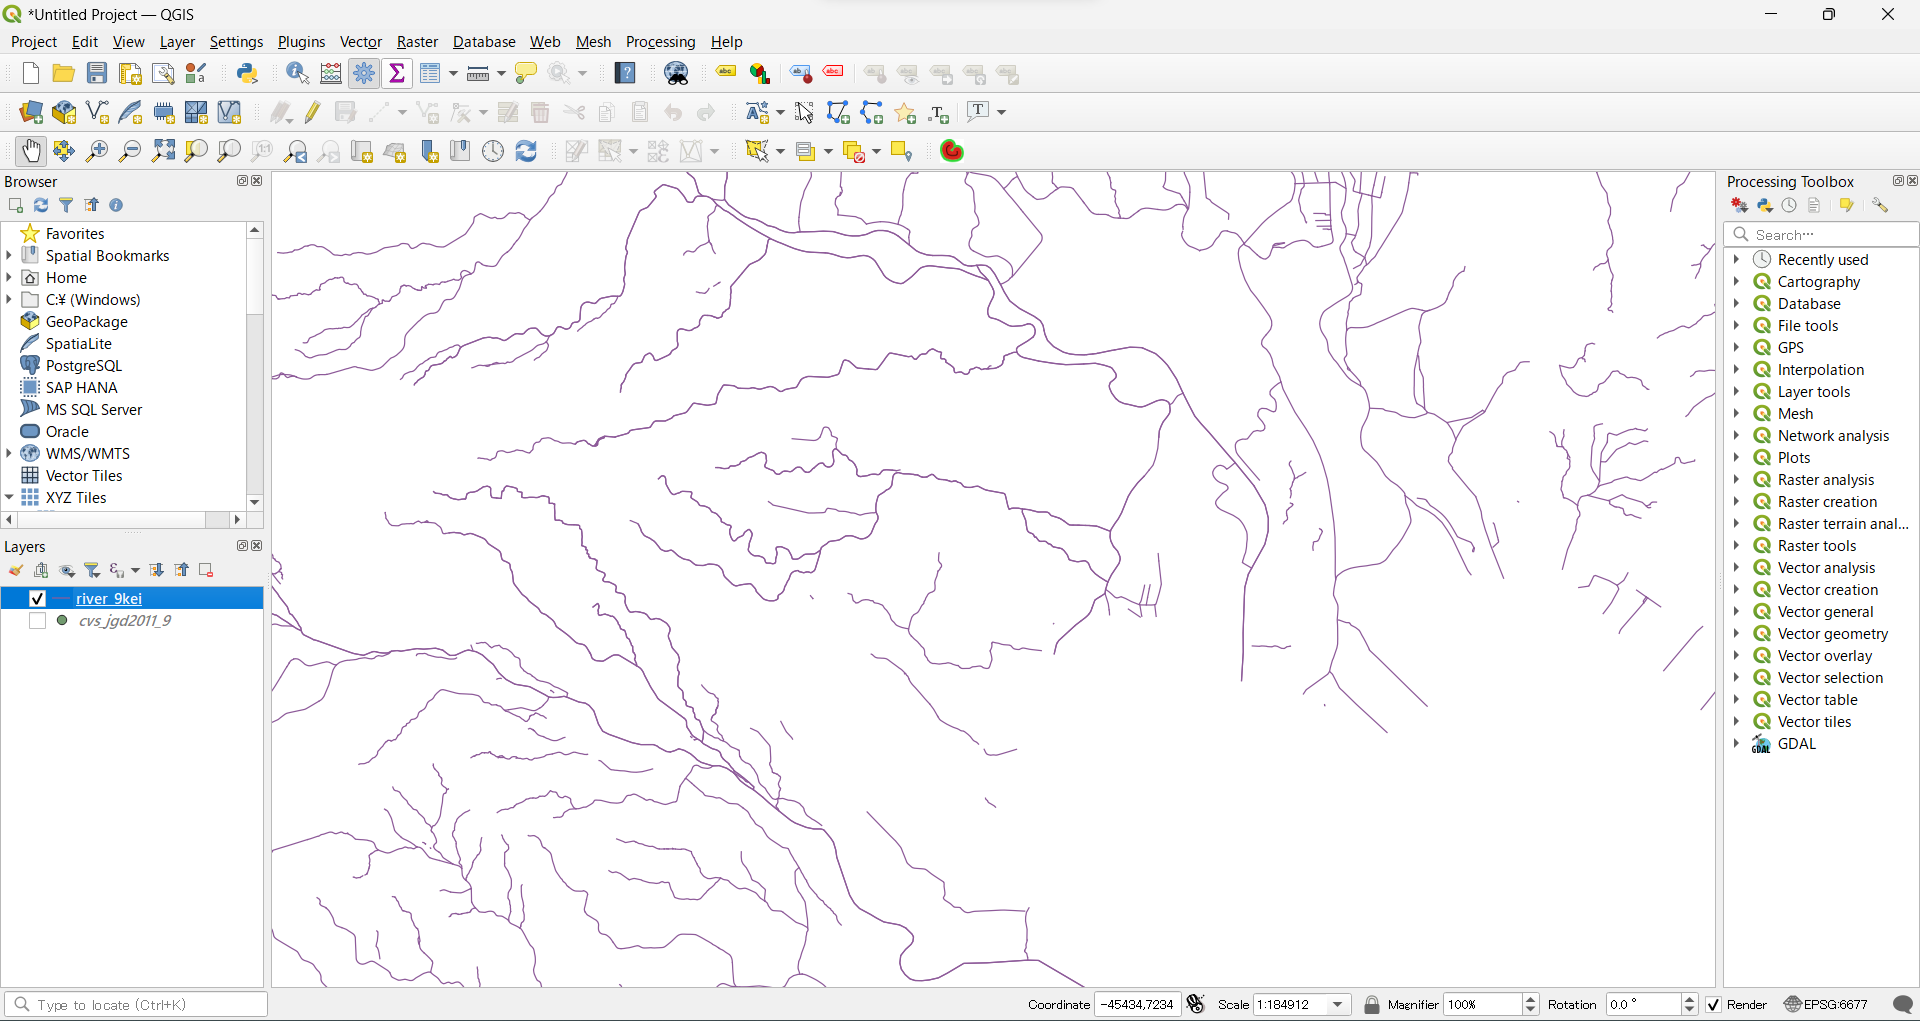 *Untitled Project — QGIS
Project Edit View Layer Settings Plugins Vector Raster Database Web Mesh Processing Help
Browser
Favorites
Spatial Bookmarks
Home
C:¥ (Windows)
GeoPackage
SpatiaLite
PostgreSQL
SAP HANA
MS SQL Server
Oracle
WMS/WMTS
Vector Tiles
XYZ Tiles
Layers
river_9kei
cvs_jgd2011_9
Processing Toolbox
Search…
Recently used
Cartography
Database
File tools
GPS
Interpolation
Layer tools
Mesh
Network analysis
Plots
Raster analysis
Raster creation
Raster terrain anal...
Raster tools
Vector analysis
Vector creation
Vector general
Vector geometry
Vector overlay
Vector selection
Vector table
Vector tiles
GDAL
Type to locate (Ctrl+K)
Coordinate -45434,7234 Scale 1:184912 Magnifier 100% Rotation 0.0 ° Render EPSG:6677